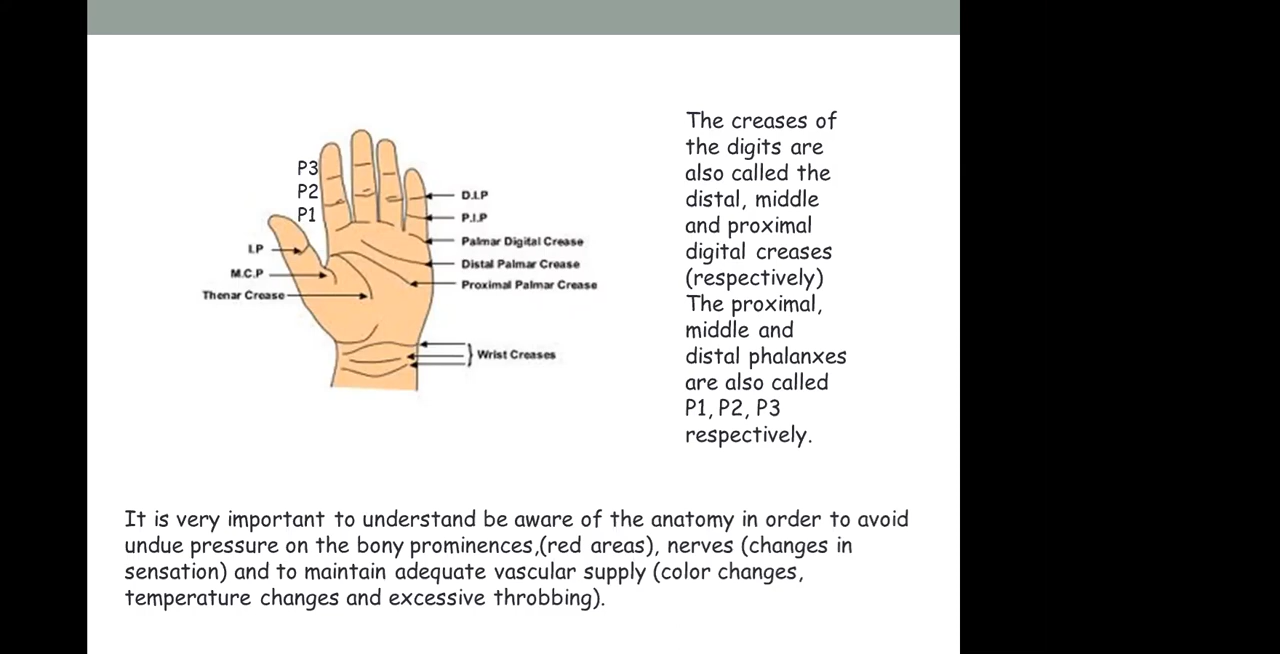 P3
P2
P1
I.P
M.C.P
Thenar Crease
D.I.P
P.I.P
Palmar Digital Crease
Distal Palmar Crease
Proximal Palmar Crease
Wrist Creases
The creases of
the digits are
also called the
distal, middle
and proximal
digital creases
(respectively)
The proximal,
middle and
distal phalanxes
are also called
P1, P2, P3
respectively.
It is very important to understand be aware of the anatomy in order to avoid
undue pressure on the bony prominences,(red areas), nerves (changes in
sensation) and to maintain adequate vascular supply (color changes,
temperature changes and excessive throbbing).